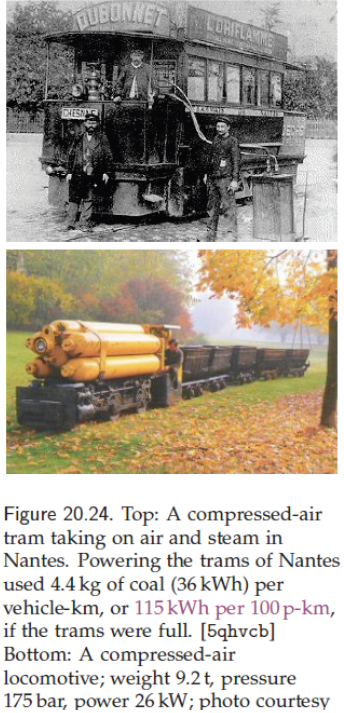 DUBONNET
L'ORIFLAMME
Figure 20.24. Top: A compressed-air
tram taking on air and steam in
Nantes. Powering the trams of Nantes
used 4.4 kg of coal (36 kWh) per
vehicle-km, or 115 kWh per 100 p-km,
if the trams were full. [5qhvcb]
Bottom: A compressed-air
locomotive; weight 9.2 t, pressure
175 bar, power 26 kW; photo courtesy